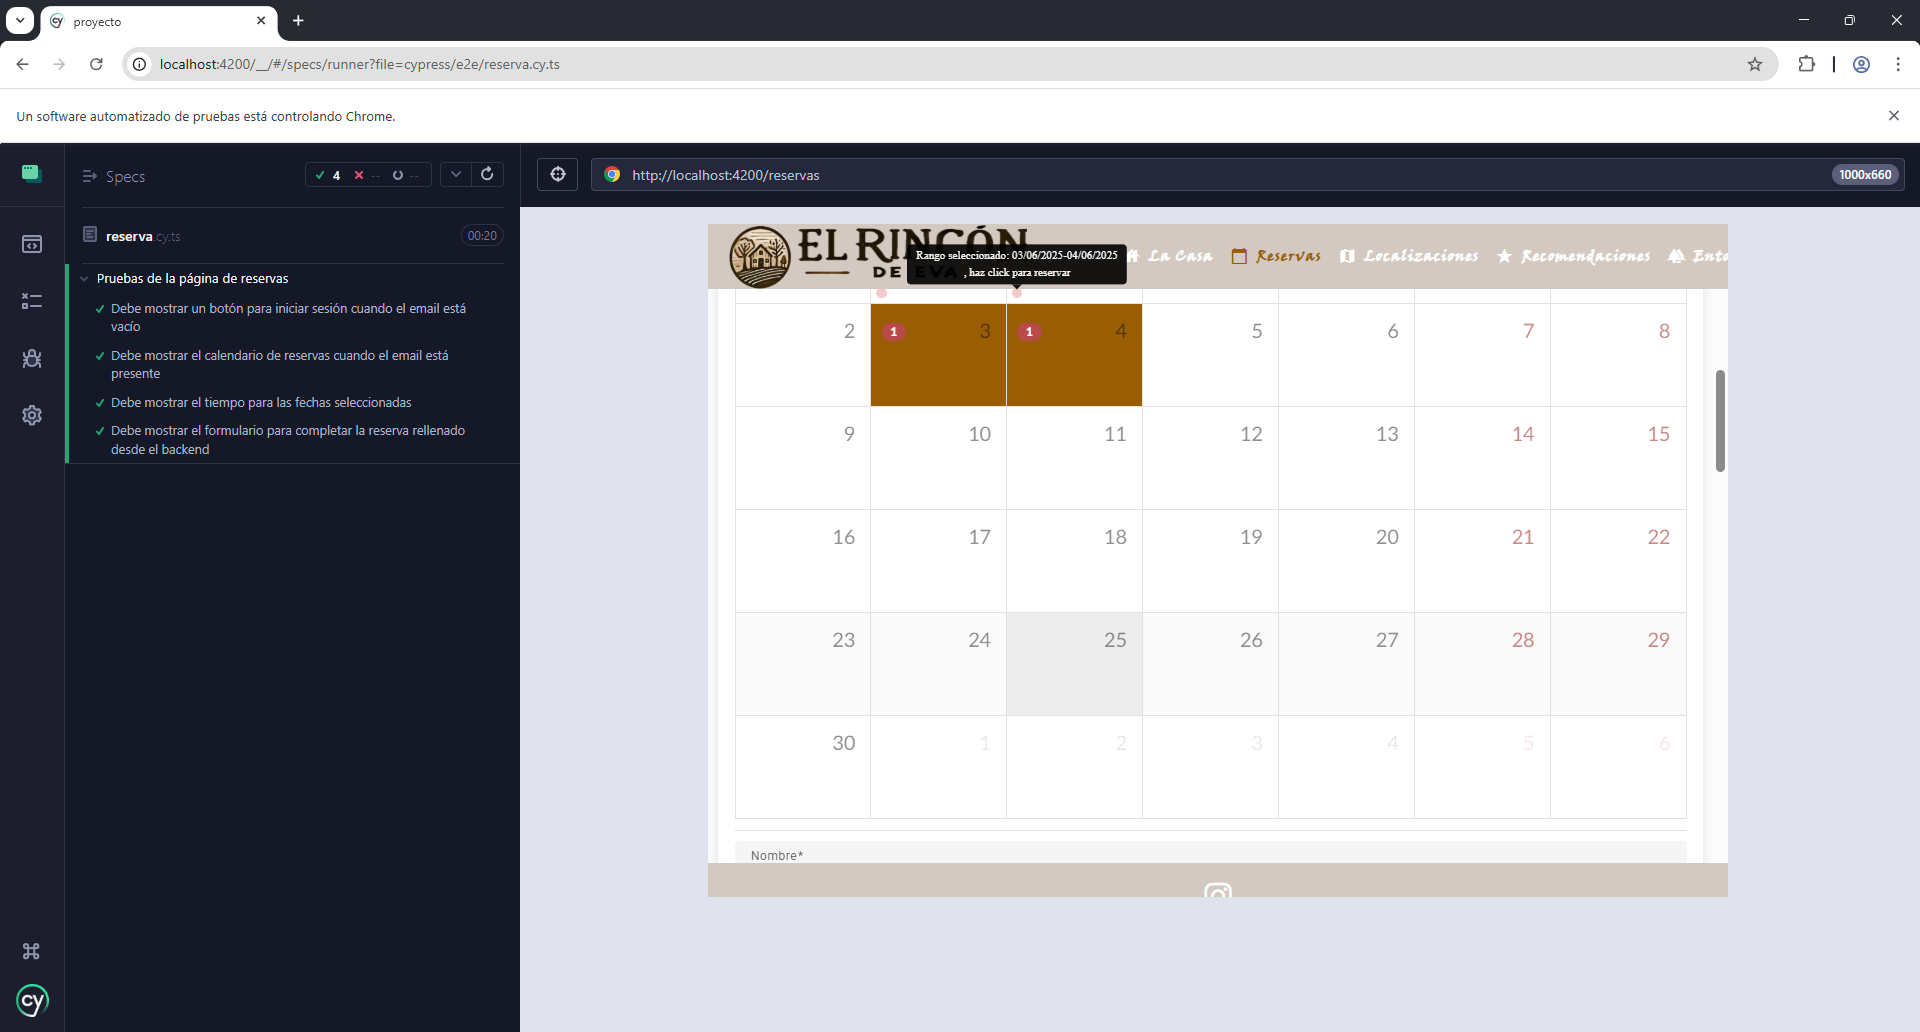 proyecto
localhost:4200/__/#/specs/runner?file=cypress/e2e/reserva.cy.ts
Un software automatizado de pruebas está controlando Chrome.
Specs
4 -- --
http://localhost:4200/reservas
1000x660
reserva.cy.ts
00:20
Pruebas de la página de reservas
Debe mostrar un botón para iniciar sesión cuando el email está
vacío
Debe mostrar el calendario de reservas cuando el email está
presente
Debe mostrar el tiempo para las fechas seleccionadas
Debe mostrar el formulario para completar la reserva rellenado
desde el backend
cy
EL RINCÓN
DE EVA
La Casa
Reservas
Localizaciones
Recomendaciones
Ento
Rango seleccionado: 03/06/2025-04/06/2025
, haz click para reservar
2 1 3 1 4 5 6 7 8
9 10 11 12 13 14 15
16 17 18 19 20 21 22
23 24 25 26 27 28 29
30 1 2 3 4 5 6
Nombre*